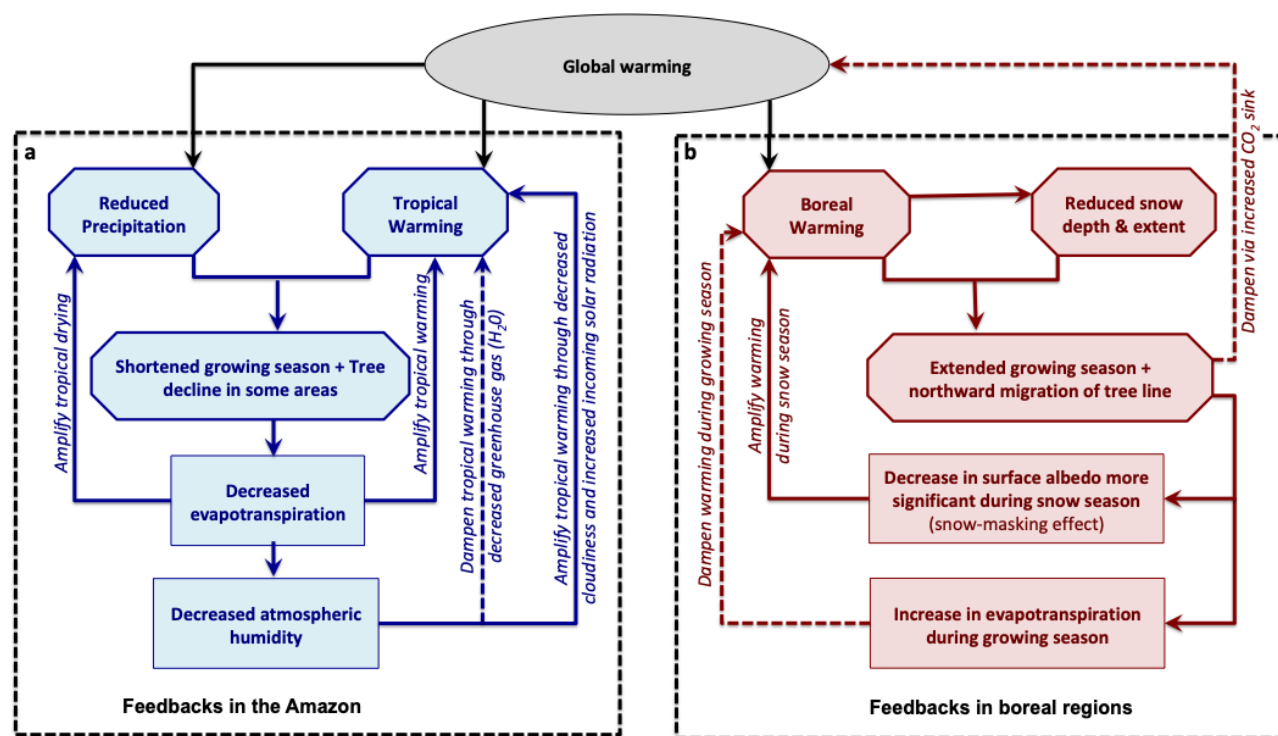 Global warming
a
Reduced
Precipitation
Tropical
Warming
Amplify tropical drying
Shortened growing season + Tree
decline in some areas
Amplify tropical warming
Dampen tropical warming through
decreased greenhouse gas (H₂0)
Amplify tropical warming through decreased
cloudiness and increased incoming solar radiation
Decreased
evapotranspiration
Decreased atmospheric
humidity
Feedbacks in the Amazon
b
Boreal
Warming
Reduced snow
depth & extent
Dampen via increased CO₂ sink
Dampen warming during growing season
Amplify warming
during snow season
Extended growing season +
northward migration of tree line
Decrease in surface albedo more
significant during snow season
(snow-masking effect)
Increase in evapotranspiration
during growing season
Feedbacks in boreal regions